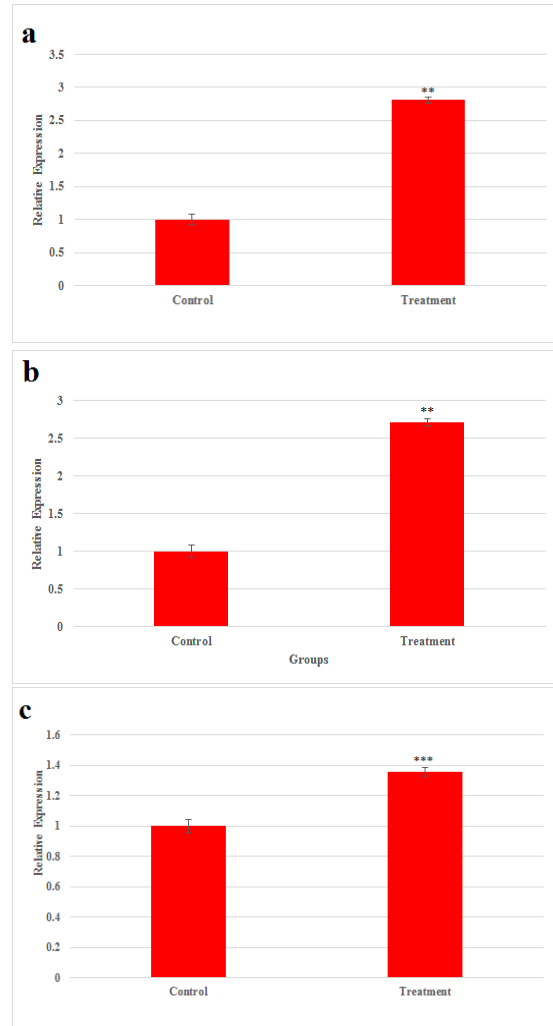 a
3.5
3
2.5
2
1.5
1
0.5
0
Relative Expression
**
Control Treatment
b
3
2.5
2
1.5
1
0.5
0
Relative Expression
**
Control Treatment
Groups
c
1.6
1.4
1.2
1
0.8
0.6
0.4
0.2
0
Relative Expression
***
Control Treatment